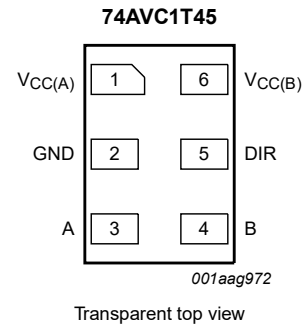 74AVC1T45
VCC(A) 1 6 VCC(B)
GND 2 5 DIR
A 3 4 B
001aag972
Transparent top view